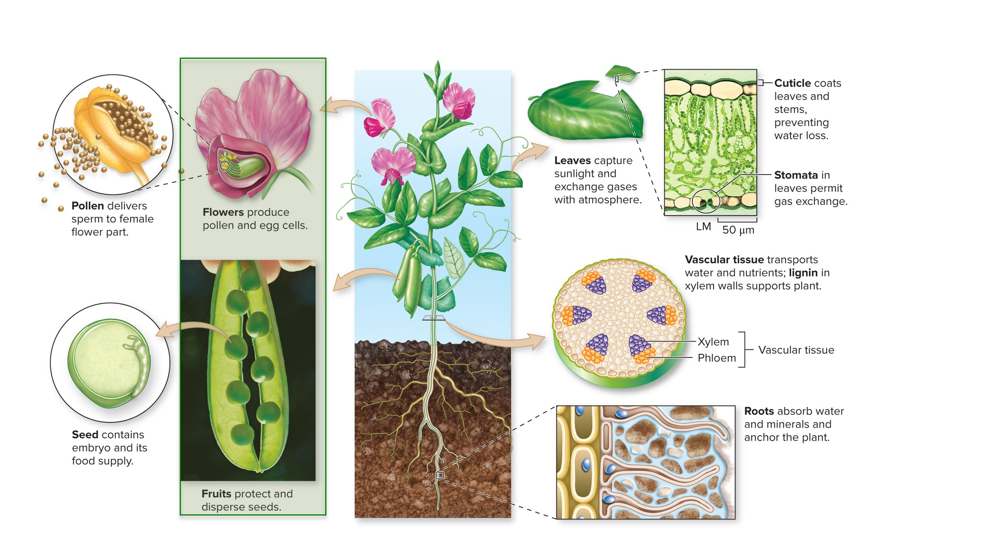 Pollen delivers
sperm to female
flower part.
Flowers produce
pollen and egg cells.
Seed contains
embryo and its
food supply.
Fruits protect and
disperse seeds.
Leaves capture
sunlight and
exchange gases
with atmosphere.
Cuticle coats
leaves and
stems,
preventing
water loss.
Stomata in
leaves permit
gas exchange.
LM
50 μm
Vascular tissue transports
water and nutrients; lignin in
xylem walls supports plant.
Xylem
Phloem
Vascular tissue
Roots absorb water
and minerals and
anchor the plant.